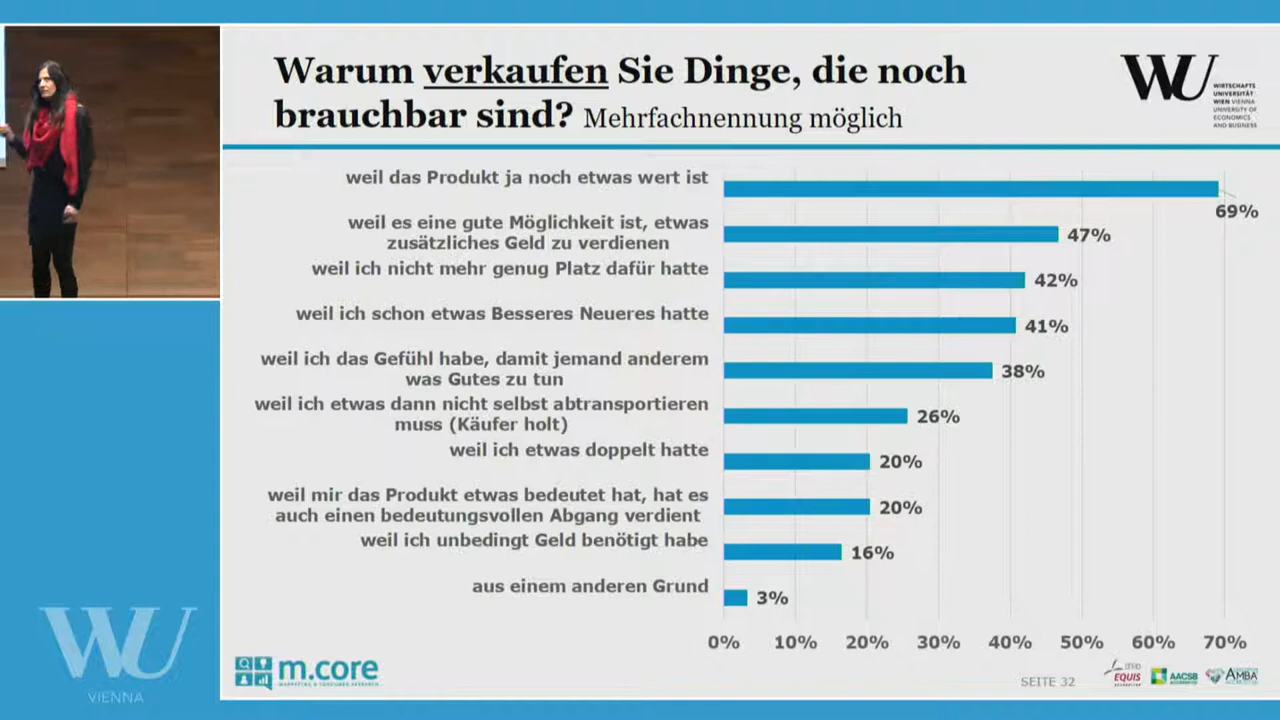 Warum verkaufen Sie Dinge, die noch
brauchbar sind? Mehrfachnennung möglich
WU
WIRTSCHAFTS
UNIVERSITÄT
WIEN VIENNA
UNIVERSITY OF
ECONOMICS
AND BUSINESS
weil das Produkt ja noch etwas wert ist
69%
weil es eine gute Möglichkeit ist, etwas
zusätzliches Geld zu verdienen
47%
weil ich nicht mehr genug Platz dafür hatte
42%
weil ich schon etwas Besseres Neueres hatte
41%
weil ich das Gefühl habe, damit jemand anderem
was Gutes zu tun
38%
weil ich etwas dann nicht selbst abtransportieren
muss (Käufer holt)
26%
weil ich etwas doppelt hatte
20%
weil mir das Produkt etwas bedeutet hat, hat es
auch einen bedeutungsvollen Abgang verdient
20%
weil ich unbedingt Geld benötigt habe
16%
aus einem anderen Grund
3%
0% 10% 20% 30% 40% 50% 60% 70%
WU
VIENNA
m.core
MARKETING & CONSUMER RESEARCH
SEITE 32
EFMD
EQUIS
AACSB
AMBA